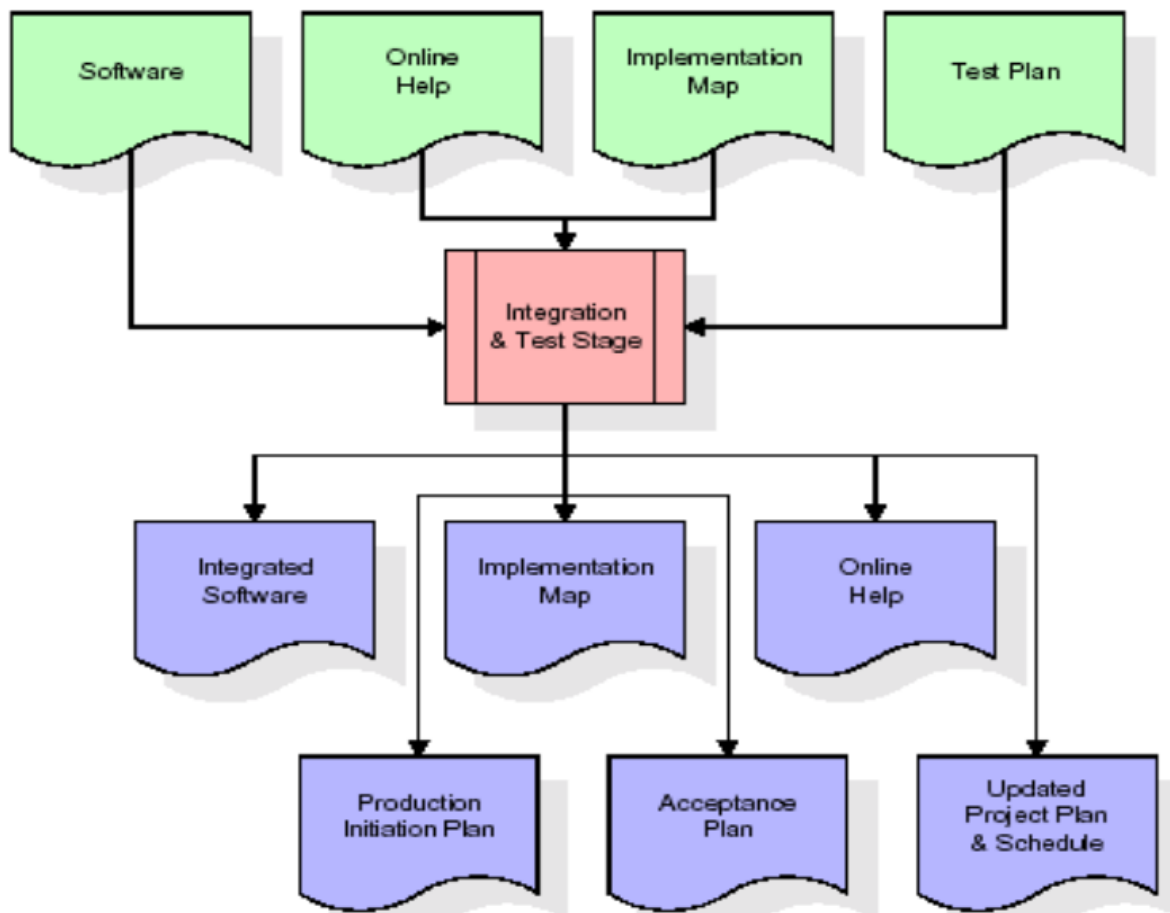 Software
Online
Help
Implementation
Map
Test Plan
Integration
& Test Stage
Integrated
Software
Implementation
Map
Online
Help
Production
Initiation Plan
Acceptance
Plan
Updated
Project Plan
& Schedule